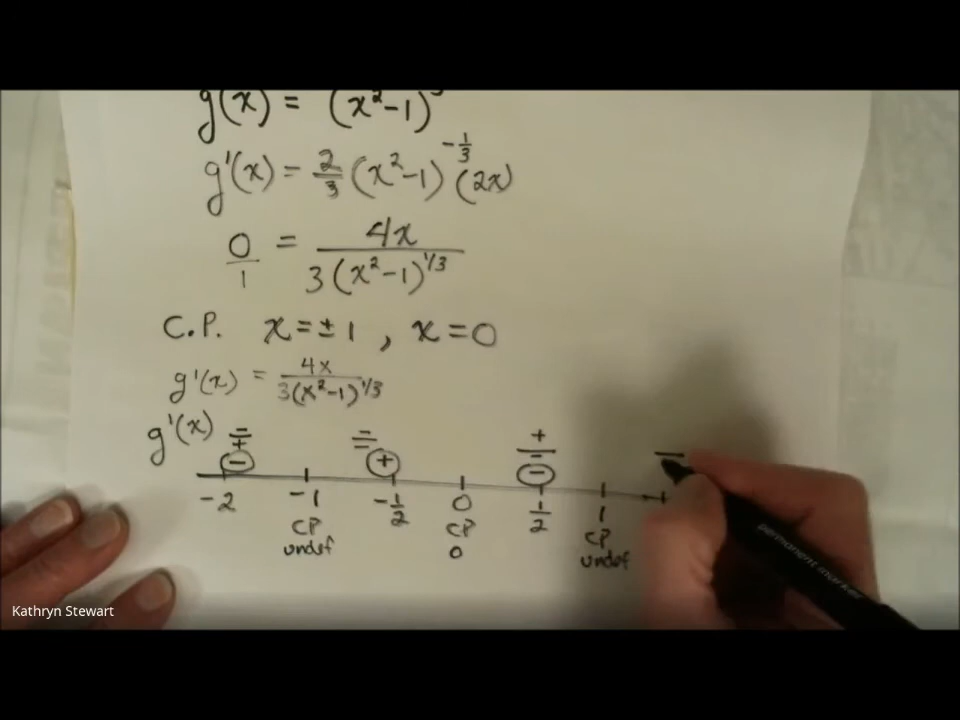 g(x) = (x²-1)
g'(x) = 2/3 (x²-1)^(-1/3) (2x)
0/1 = 4x / 3(x²-1)^(1/3)
C.P. x = ± 1 , x = 0
g'(x) = 4x / 3(x²-1)^(1/3)
g'(x) -/+ - -/- + +/- -
-2 -1 -1/2 0 1/2 1
CP CP CP
undef 0 undef
permanent marker
Kathryn Stewart